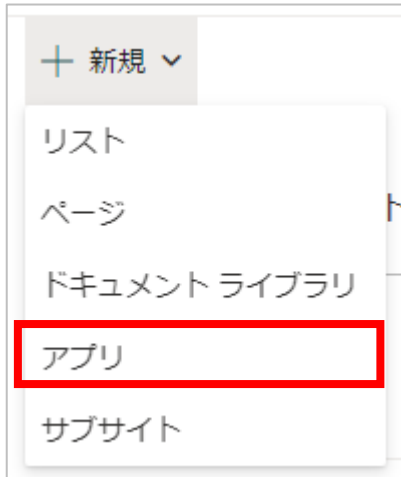 ＋ 新規
リスト
ページ
ドキュメント ライブラリ
アプリ
サブサイト